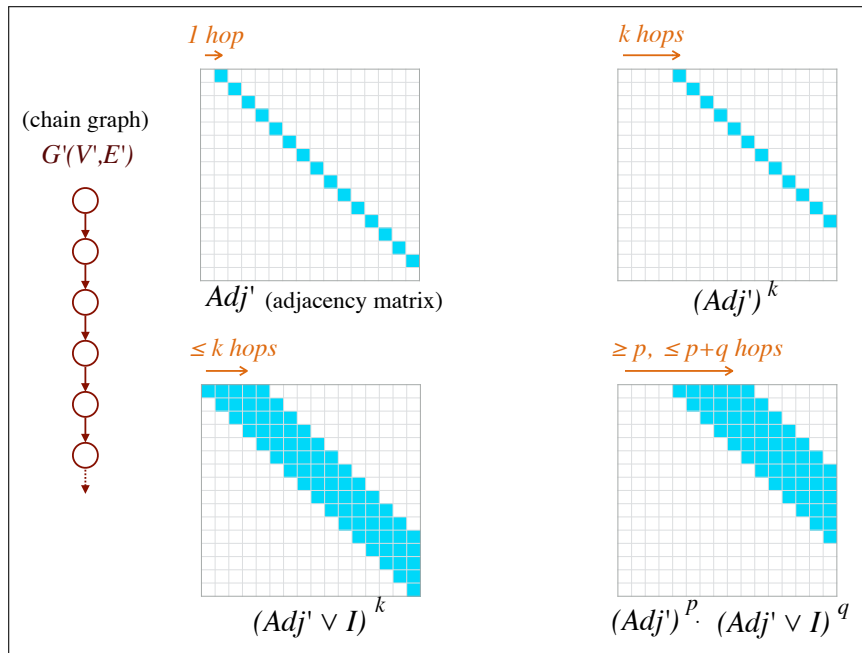 1 hop
k hops
(chain graph)
G'(V',E')
Adj' (adjacency matrix)
(Adj')^k
≤ k hops
≥ p, ≤ p+q hops
(Adj' ∨ I)^k
(Adj')^p · (Adj' ∨ I)^q